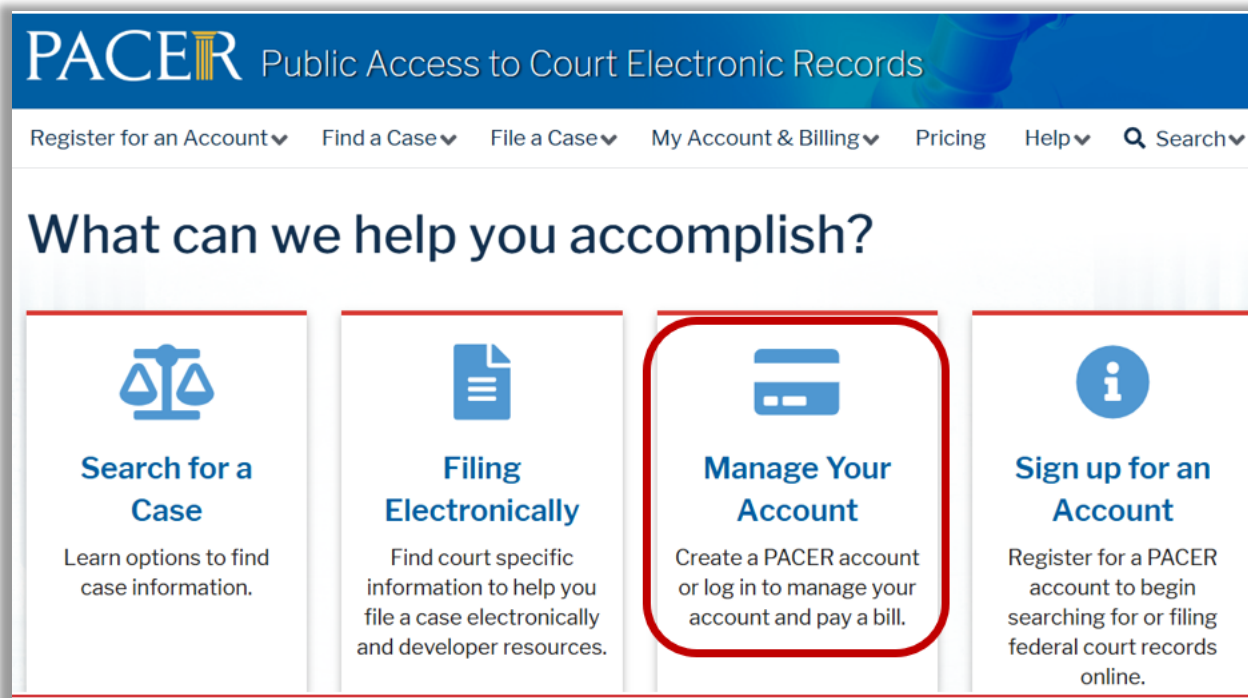 PACER Public Access to Court Electronic Records
Register for an Account Find a Case File a Case My Account & Billing Pricing Help Search
What can we help you accomplish?
Search for a
Case
Learn options to find
case information.
Filing
Electronically
Find court specific
information to help you
file a case electronically
and developer resources.
Manage Your
Account
Create a PACER account
or log in to manage your
account and pay a bill.
Sign up for an
Account
Register for a PACER
account to begin
searching for or filing
federal court records
online.